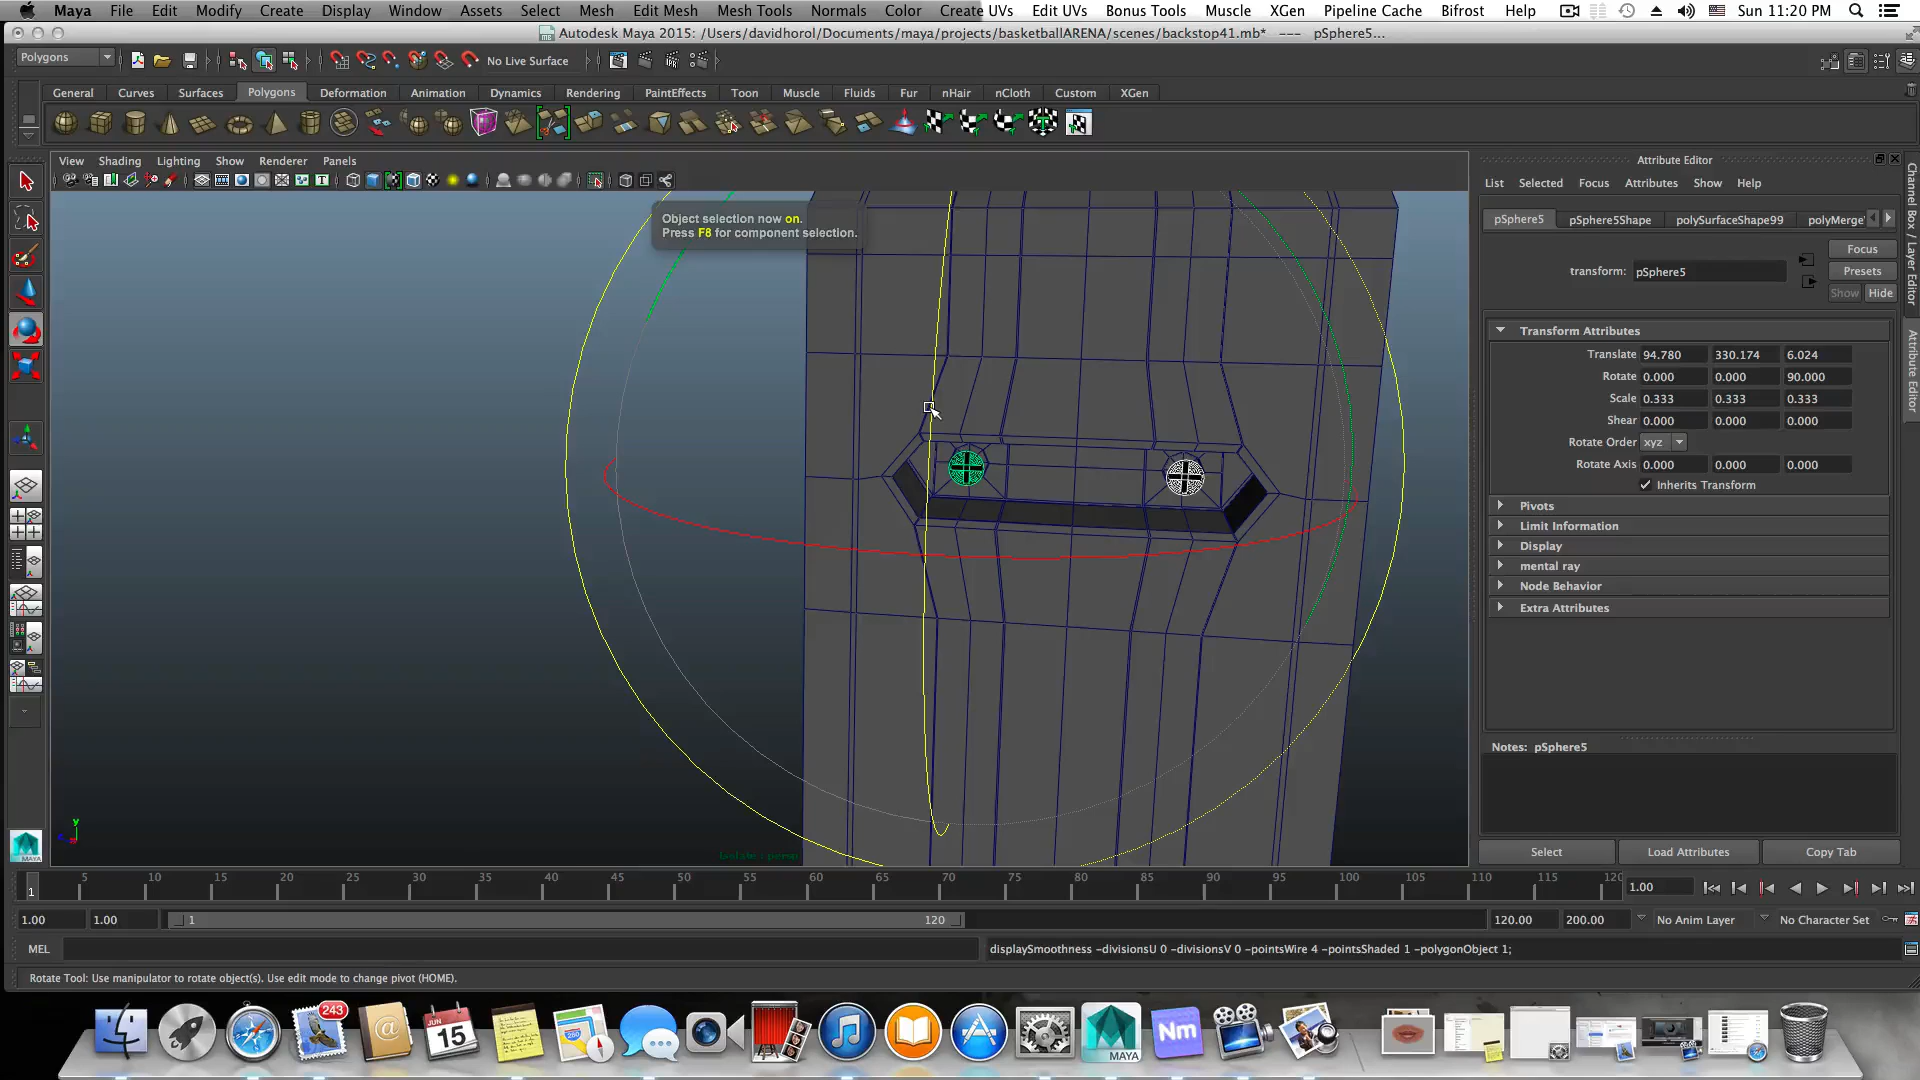 Maya File Edit Modify Create Display Window Assets Select Mesh Edit Mesh Mesh Tools Normals Color Create UVs Edit UVs Bonus Tools Muscle XGen Pipeline Cache Bifrost Help Sun 11:20 PM
Autodesk Maya 2015: /Users/davidhorol/Documents/maya/projects/basketballARENA/scenes/backstop41.mb* --- pSphere5...
Polygons
No Live Surface
General Curves Surfaces Polygons Deformation Animation Dynamics Rendering PaintEffects Toon Muscle Fluids Fur nHair nCloth Custom XGen
View Shading Lighting Show Renderer Panels
Object selection now on.
Press F8 for component selection.
Attribute Editor
List Selected Focus Attributes Show Help
pSphere5 pSphere5Shape polySurfaceShape99 polyMerge
Focus
transform: pSphere5
Presets
Show Hide
Transform Attributes
Translate 94.780 330.174 6.024
Rotate 0.000 0.000 90.000
Scale 0.333 0.333 0.333
Shear 0.000 0.000 0.000
Rotate Order xyz
Rotate Axis 0.000 0.000 0.000
Inherits Transform
Pivots
Limit Information
Display
mental ray
Node Behavior
Extra Attributes
Notes: pSphere5
Select Load Attributes Copy Tab
Channel Box / Layer Editor
Attribute Editor
y
MAYA
1 5 10 15 20 25 30 35 40 45 50 55 60 65 70 75 80 85 90 95 100 105 110 115 120
1.00
1.00 1.00 1 120 120.00 200.00 No Anim Layer No Character Set
MEL displaySmoothness -divisionsU 0 -divisionsV 0 -pointsWire 4 -pointsShaded 1 -polygonObject 1;
Rotate Tool: Use manipulator to rotate object(s). Use edit mode to change pivot (HOME).
243
JUN
15
MAYA
Nm